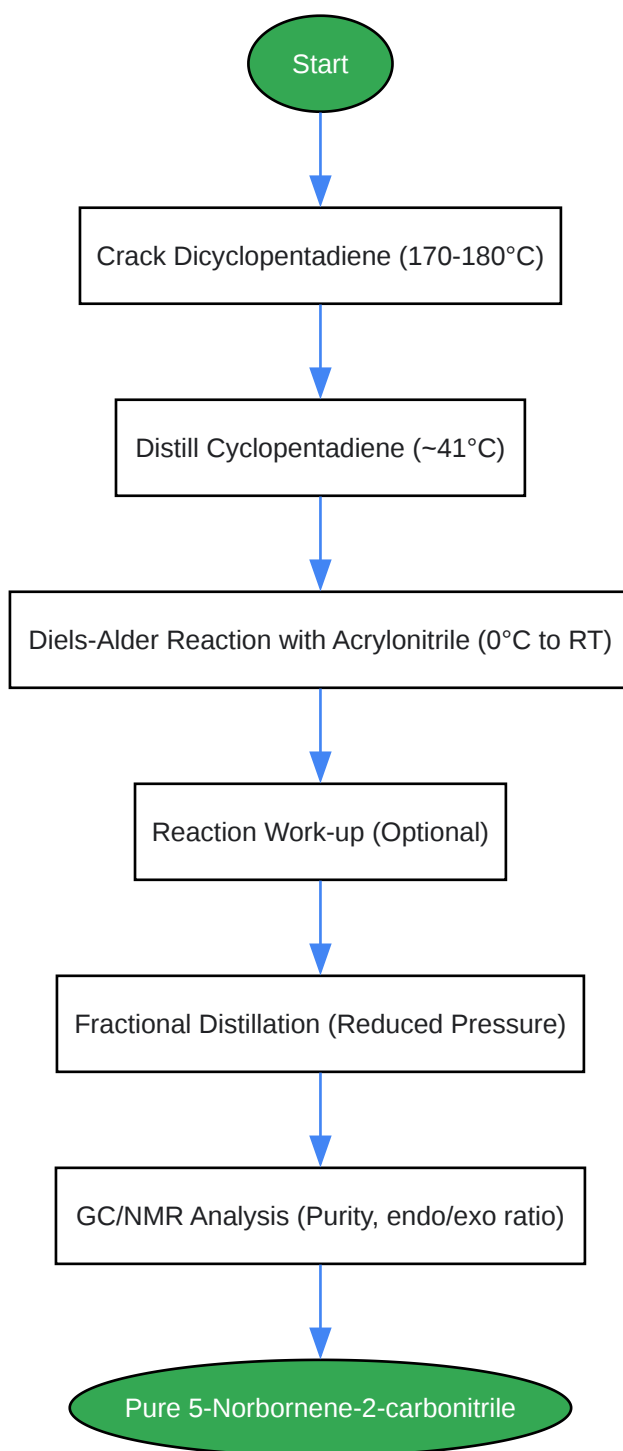 Start
Crack Dicyclopentadiene (170-180°C)
Distill Cyclopentadiene (~41°C)
Diels-Alder Reaction with Acrylonitrile (0°C to RT)
Reaction Work-up (Optional)
Fractional Distillation (Reduced Pressure)
GC/NMR Analysis (Purity, endo/exo ratio)
Pure 5-Norbornene-2-carbonitrile